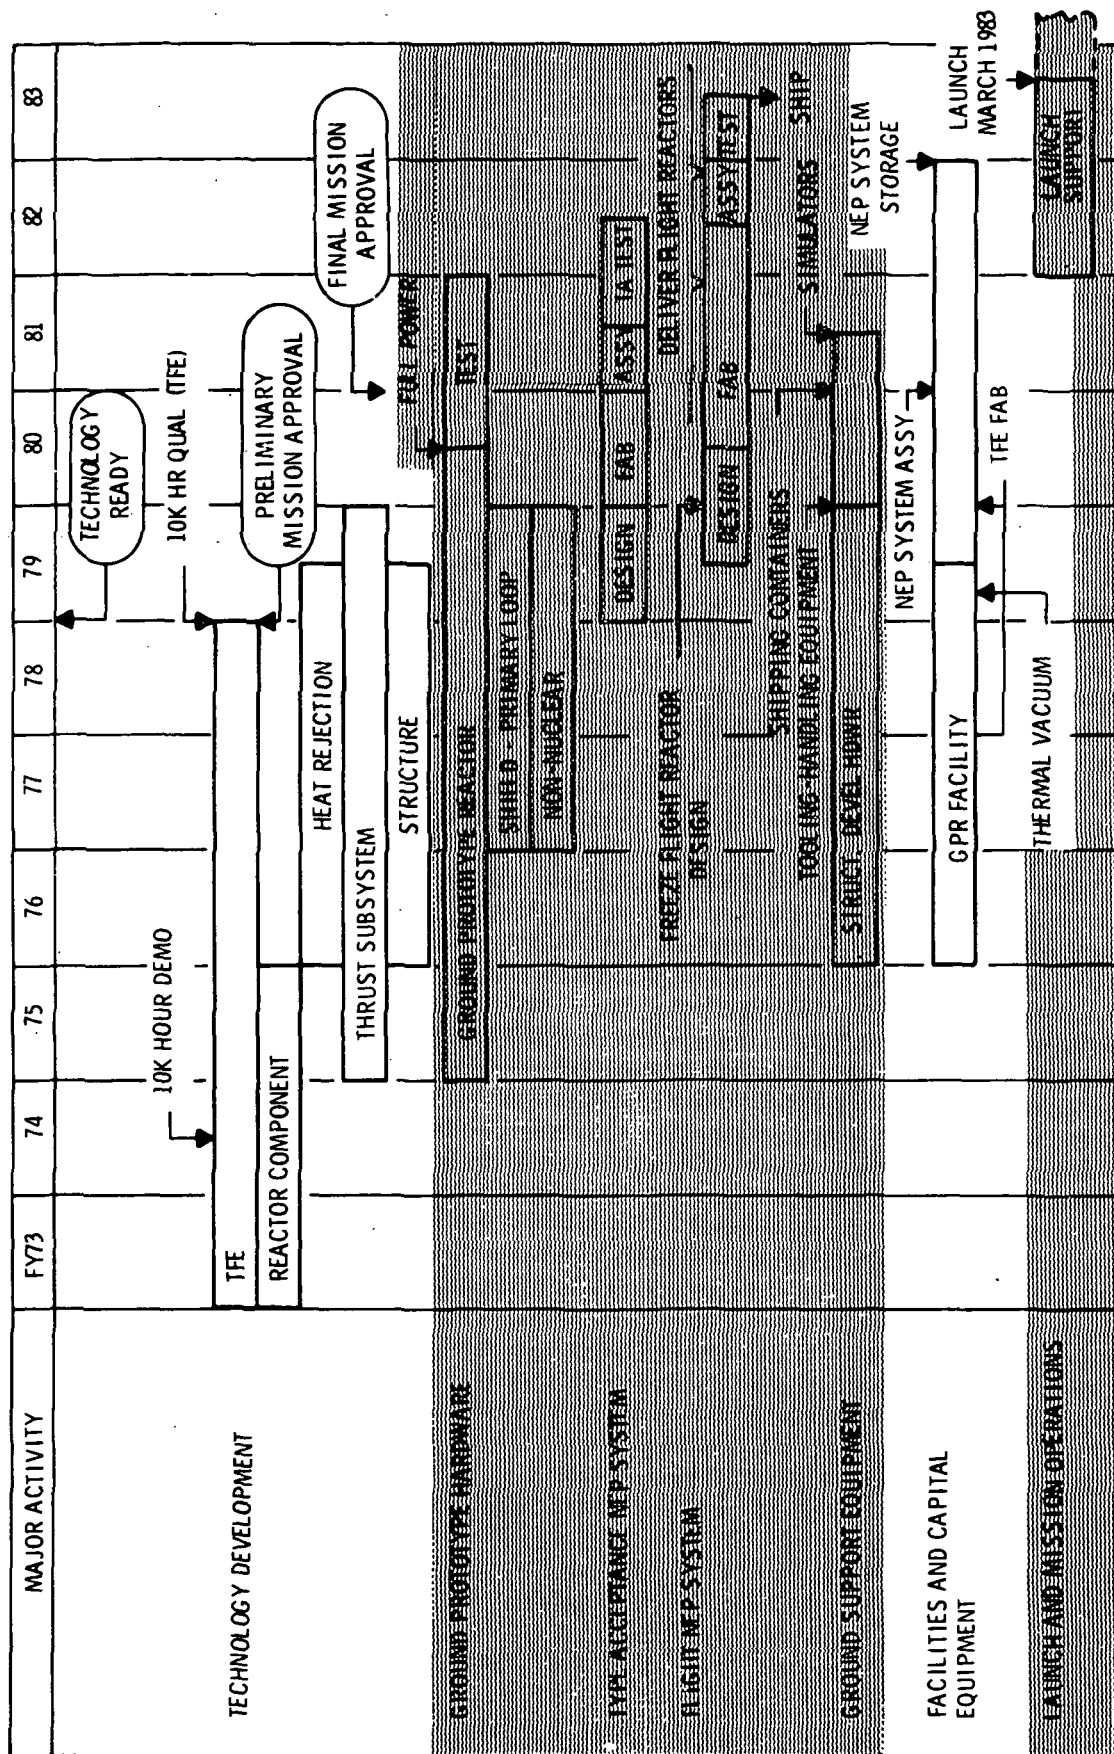 MAJOR ACTIVITY
FY73
74
75
76
77
78
79
80
81
82
83
TECHNOLOGY
READY
10K HOUR DEMO
10K HR QUAL (TFE)
TECHNOLOGY DEVELOPMENT
TFE
PRELIMINARY
MISSION APPROVAL
REACTOR COMPONENT
HEAT REJECTION
FINAL MISSION
APPROVAL
THRUST SUBSYSTEM
STRUCTURE
FULL POWER
GROUND PROTOTYPE HARDWARE
GROUND PROTOTYPE REACTOR
TEST
SHIELD - PRIMARY LOOP
NON-NUCLEAR
TYPE ACCEPTANCE NEP SYSTEM
DESIGN
FAB
ASSY
TA TEST
FREEZE FLIGHT REACTOR
DESIGN
DELIVER FLIGHT REACTORS
FLIGHT NEP SYSTEM
DESIGN
FAB
ASSY TEST
SHIPPING CONTAINERS
SIMULATORS
SHIP
TOOLING-HANDLING EQUIPMENT
GROUND SUPPORT EQUIPMENT
STRUCT. DEVEL HDWR
NEP SYSTEM
STORAGE
NEP SYSTEM ASSY
FACILITIES AND CAPITAL
EQUIPMENT
GPR FACILITY
LAUNCH
MARCH 1983
TFE FAB
THERMAL VACUUM
LAUNCH AND MISSION OPERATIONS
LAUNCH
SUPPORT